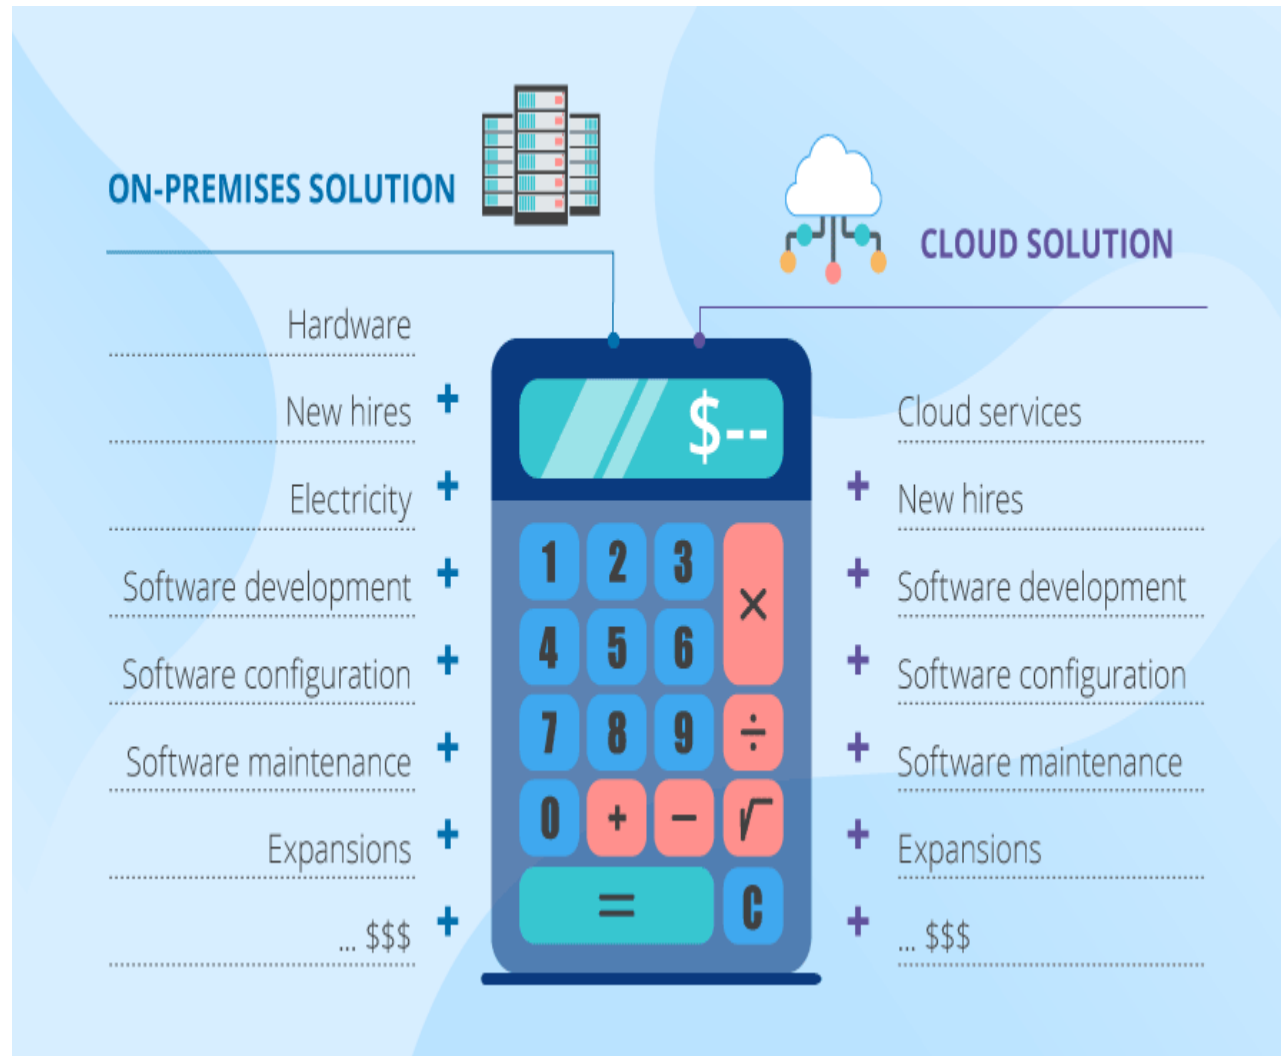 ON-PREMISES SOLUTION
Hardware
New hires
+
Electricity
+
Software development
+
Software configuration
+
Software maintenance
+
Expansions
+
... $$$
+
CLOUD SOLUTION
Cloud services
+ New hires
+ Software development
+ Software configuration
+ Software maintenance
+ Expansions
+ ... $$$
$--
1 2 3 ×
4 5 6
7 8 9 ÷
0 + − √
= C